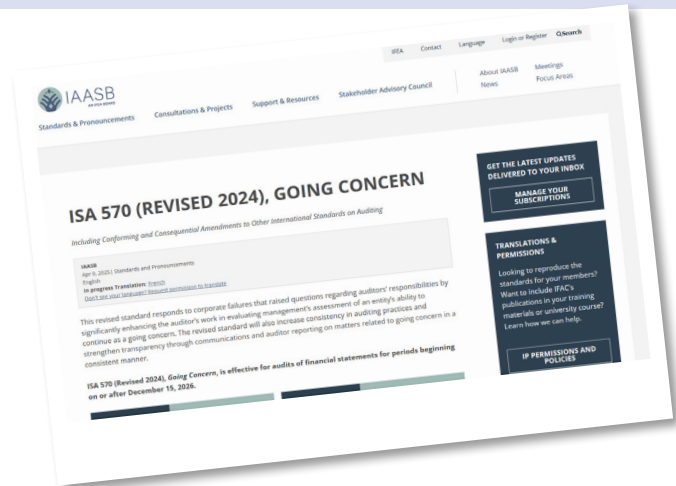 IFEA Contact Language Login or Register Search
IAASB
Standards & Pronouncements Consultations & Projects Support & Resources Stakeholder Advisory Council
About IAASB Meetings
News Focus Areas
ISA 570 (REVISED 2024), GOING CONCERN
Including Conforming and Consequential Amendments to Other International Standards on Auditing
IAASB
Apr 9, 2025 | Standards and Pronouncements
English
In progress Translation: French
Don't see your language? Request permission to translate
This revised standard responds to corporate failures that raised questions regarding auditors' responsibilities by
significantly enhancing the auditor's work in evaluating management's assessment of an entity's ability to
continue as a going concern. The revised standard will also increase consistency in auditing practices and
strengthen transparency through communications and auditor reporting on matters related to going concern in a
consistent manner.
ISA 570 (Revised 2024), Going Concern, is effective for audits of financial statements for periods beginning
on or after December 15, 2026.
GET THE LATEST UPDATES
DELIVERED TO YOUR INBOX
MANAGE YOUR
SUBSCRIPTIONS
TRANSLATIONS &
PERMISSIONS
Looking to reproduce the
standards for your members?
Want to include IFAC's
publications in your training
materials or university course?
Learn how we can help.
IP PERMISSIONS AND
POLICIES